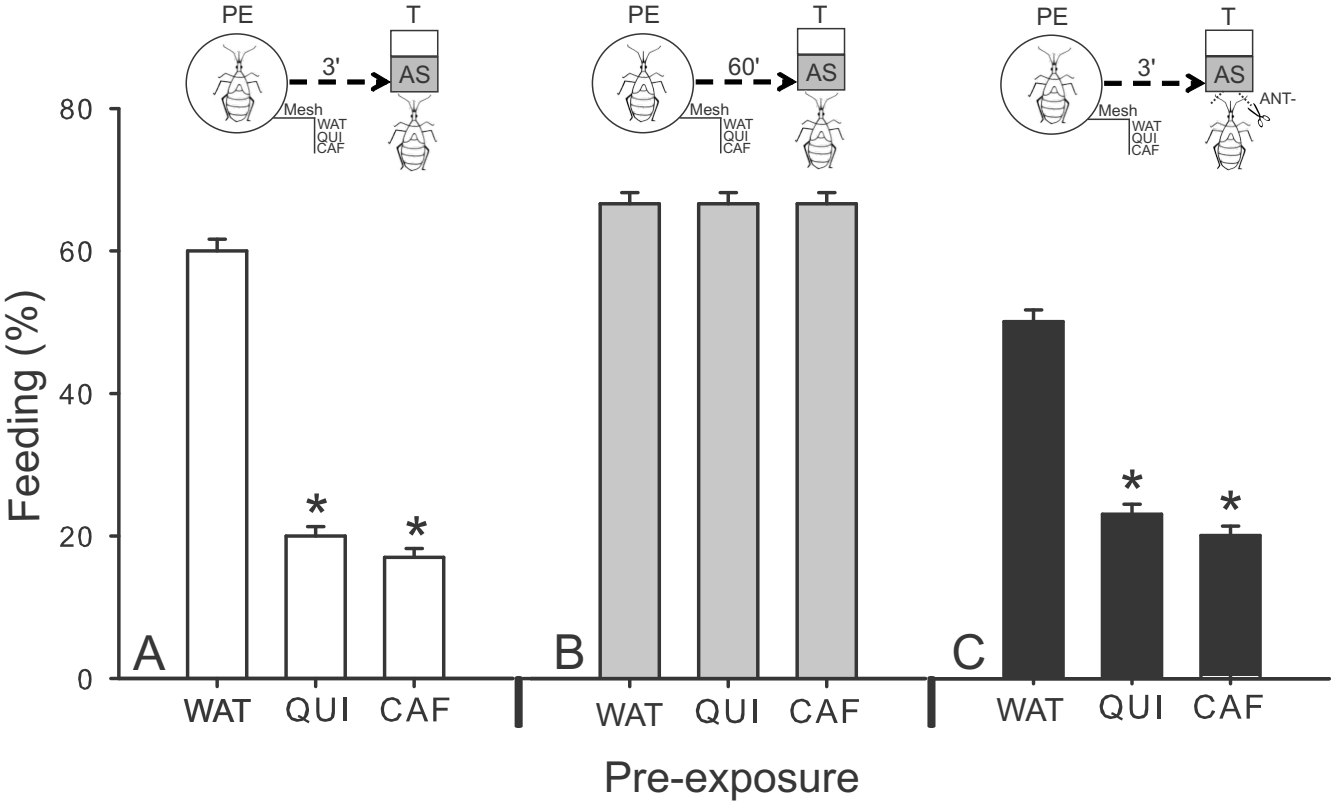 PE
T
3'
AS
Mesh
WAT
QUI
CAF
PE
T
60'
AS
Mesh
WAT
QUI
CAF
PE
T
3'
AS
ANT-
Mesh
WAT
QUI
CAF
Feeding (%)
80
60
40
20
0
* *
* *
A
B
C
WAT QUI CAF
WAT QUI CAF
WAT QUI CAF
Pre-exposure